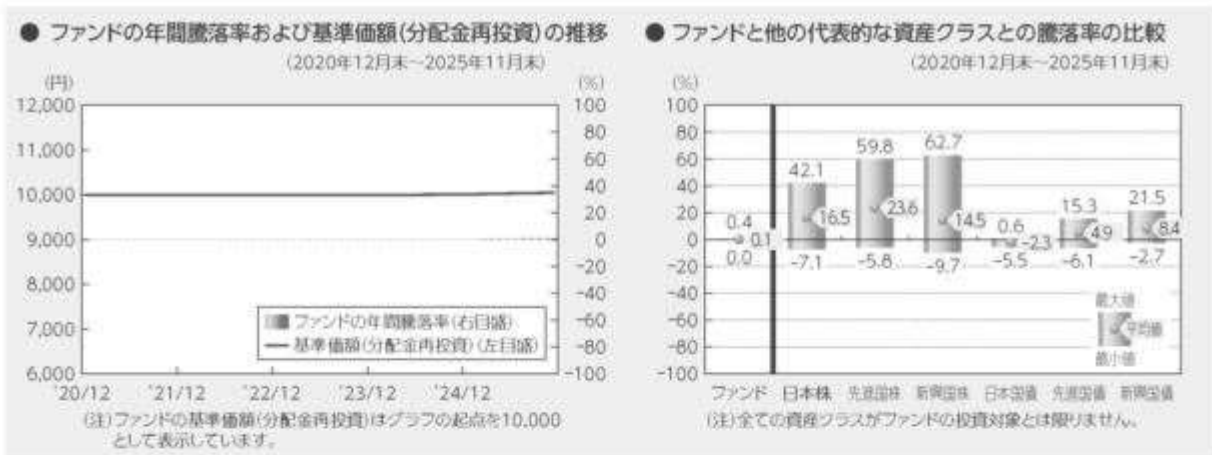 ● ファンドの年間騰落率および基準価額(分配金再投資)の推移
(2020年12月末~2025年11月末)
(円)
(%)
12,000
11,000
10,000
9,000
8,000
7,000
6,000
100
80
60
40
20
0
-20
-40
-60
-80
-100
ファンドの年間騰落率(右目盛)
基準価額(分配金再投資)(左目盛)
'20/12 '21/12 '22/12 '23/12 '24/12
(注)ファンドの基準価額(分配金再投資)はグラフの起点を10,000
として表示しています。
● ファンドと他の代表的な資産クラスとの騰落率の比較
(2020年12月末~2025年11月末)
(%)
100
80
60
40
20
0
-20
-40
-60
-80
-100
0.4 42.1 59.8 62.7 0.6 15.3 21.5
0.1 16.5 23.6 14.5 -2.3 4.9 8.4
0.0 -7.1 -5.8 -9.7 -5.5 -6.1 -2.7
最大値
平均値
最小値
ファンド 日本株 先進国株 新興国株 日本国債 先進国債 新興国債
(注)全ての資産クラスがファンドの投資対象とは限りません。